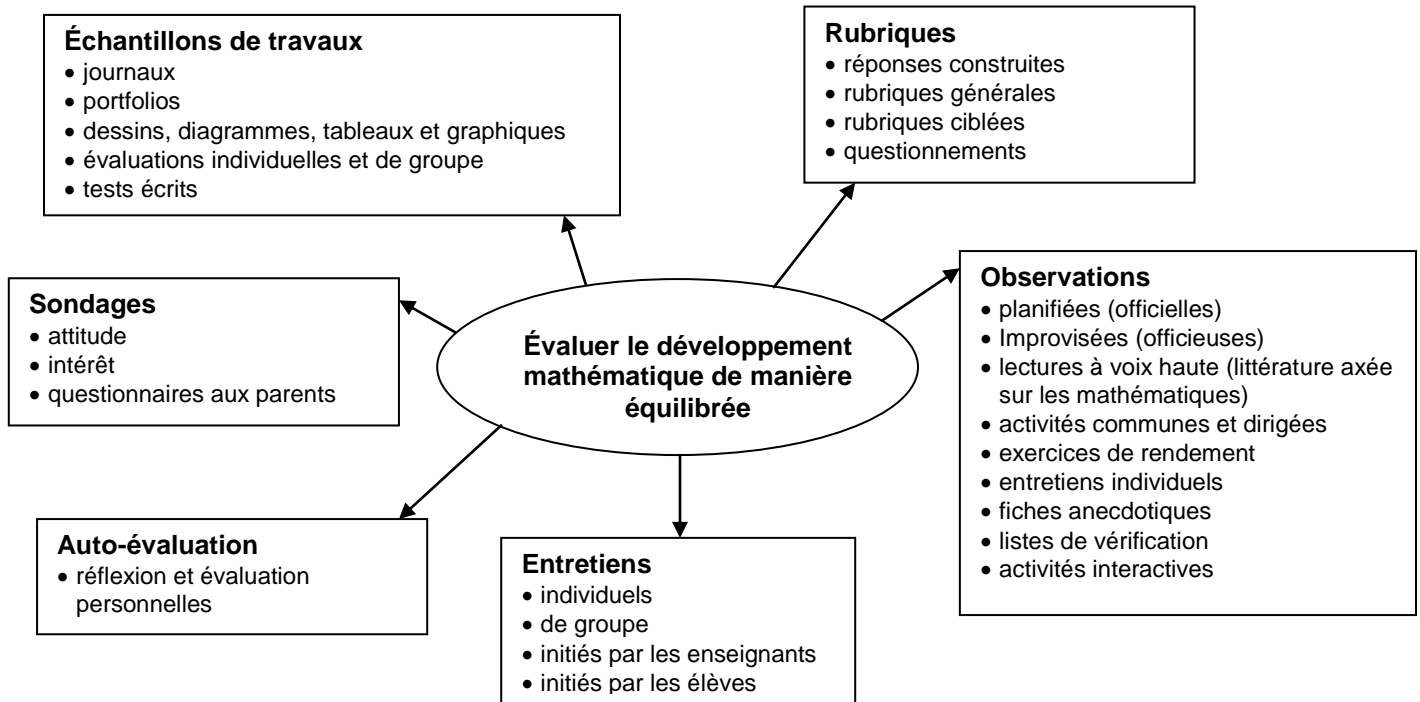 Échantillons de travaux
• journaux
• portfolios
• dessins, diagrammes, tableaux et graphiques
• évaluations individuelles et de groupe
• tests écrits
Rubriques
• réponses construites
• rubriques générales
• rubriques ciblées
• questionnements
Sondages
• attitude
• intérêt
• questionnaires aux parents
Évaluer le développement
mathématique de manière
équilibrée
Observations
• planifiées (officielles)
• Improvisées (officieuses)
• lectures à voix haute (littérature axée
sur les mathématiques)
• activités communes et dirigées
• exercices de rendement
• entretiens individuels
• fiches anecdotiques
• listes de vérification
• activités interactives
Auto-évaluation
• réflexion et évaluation
personnelles
Entretiens
• individuels
• de groupe
• initiés par les enseignants
• initiés par les élèves